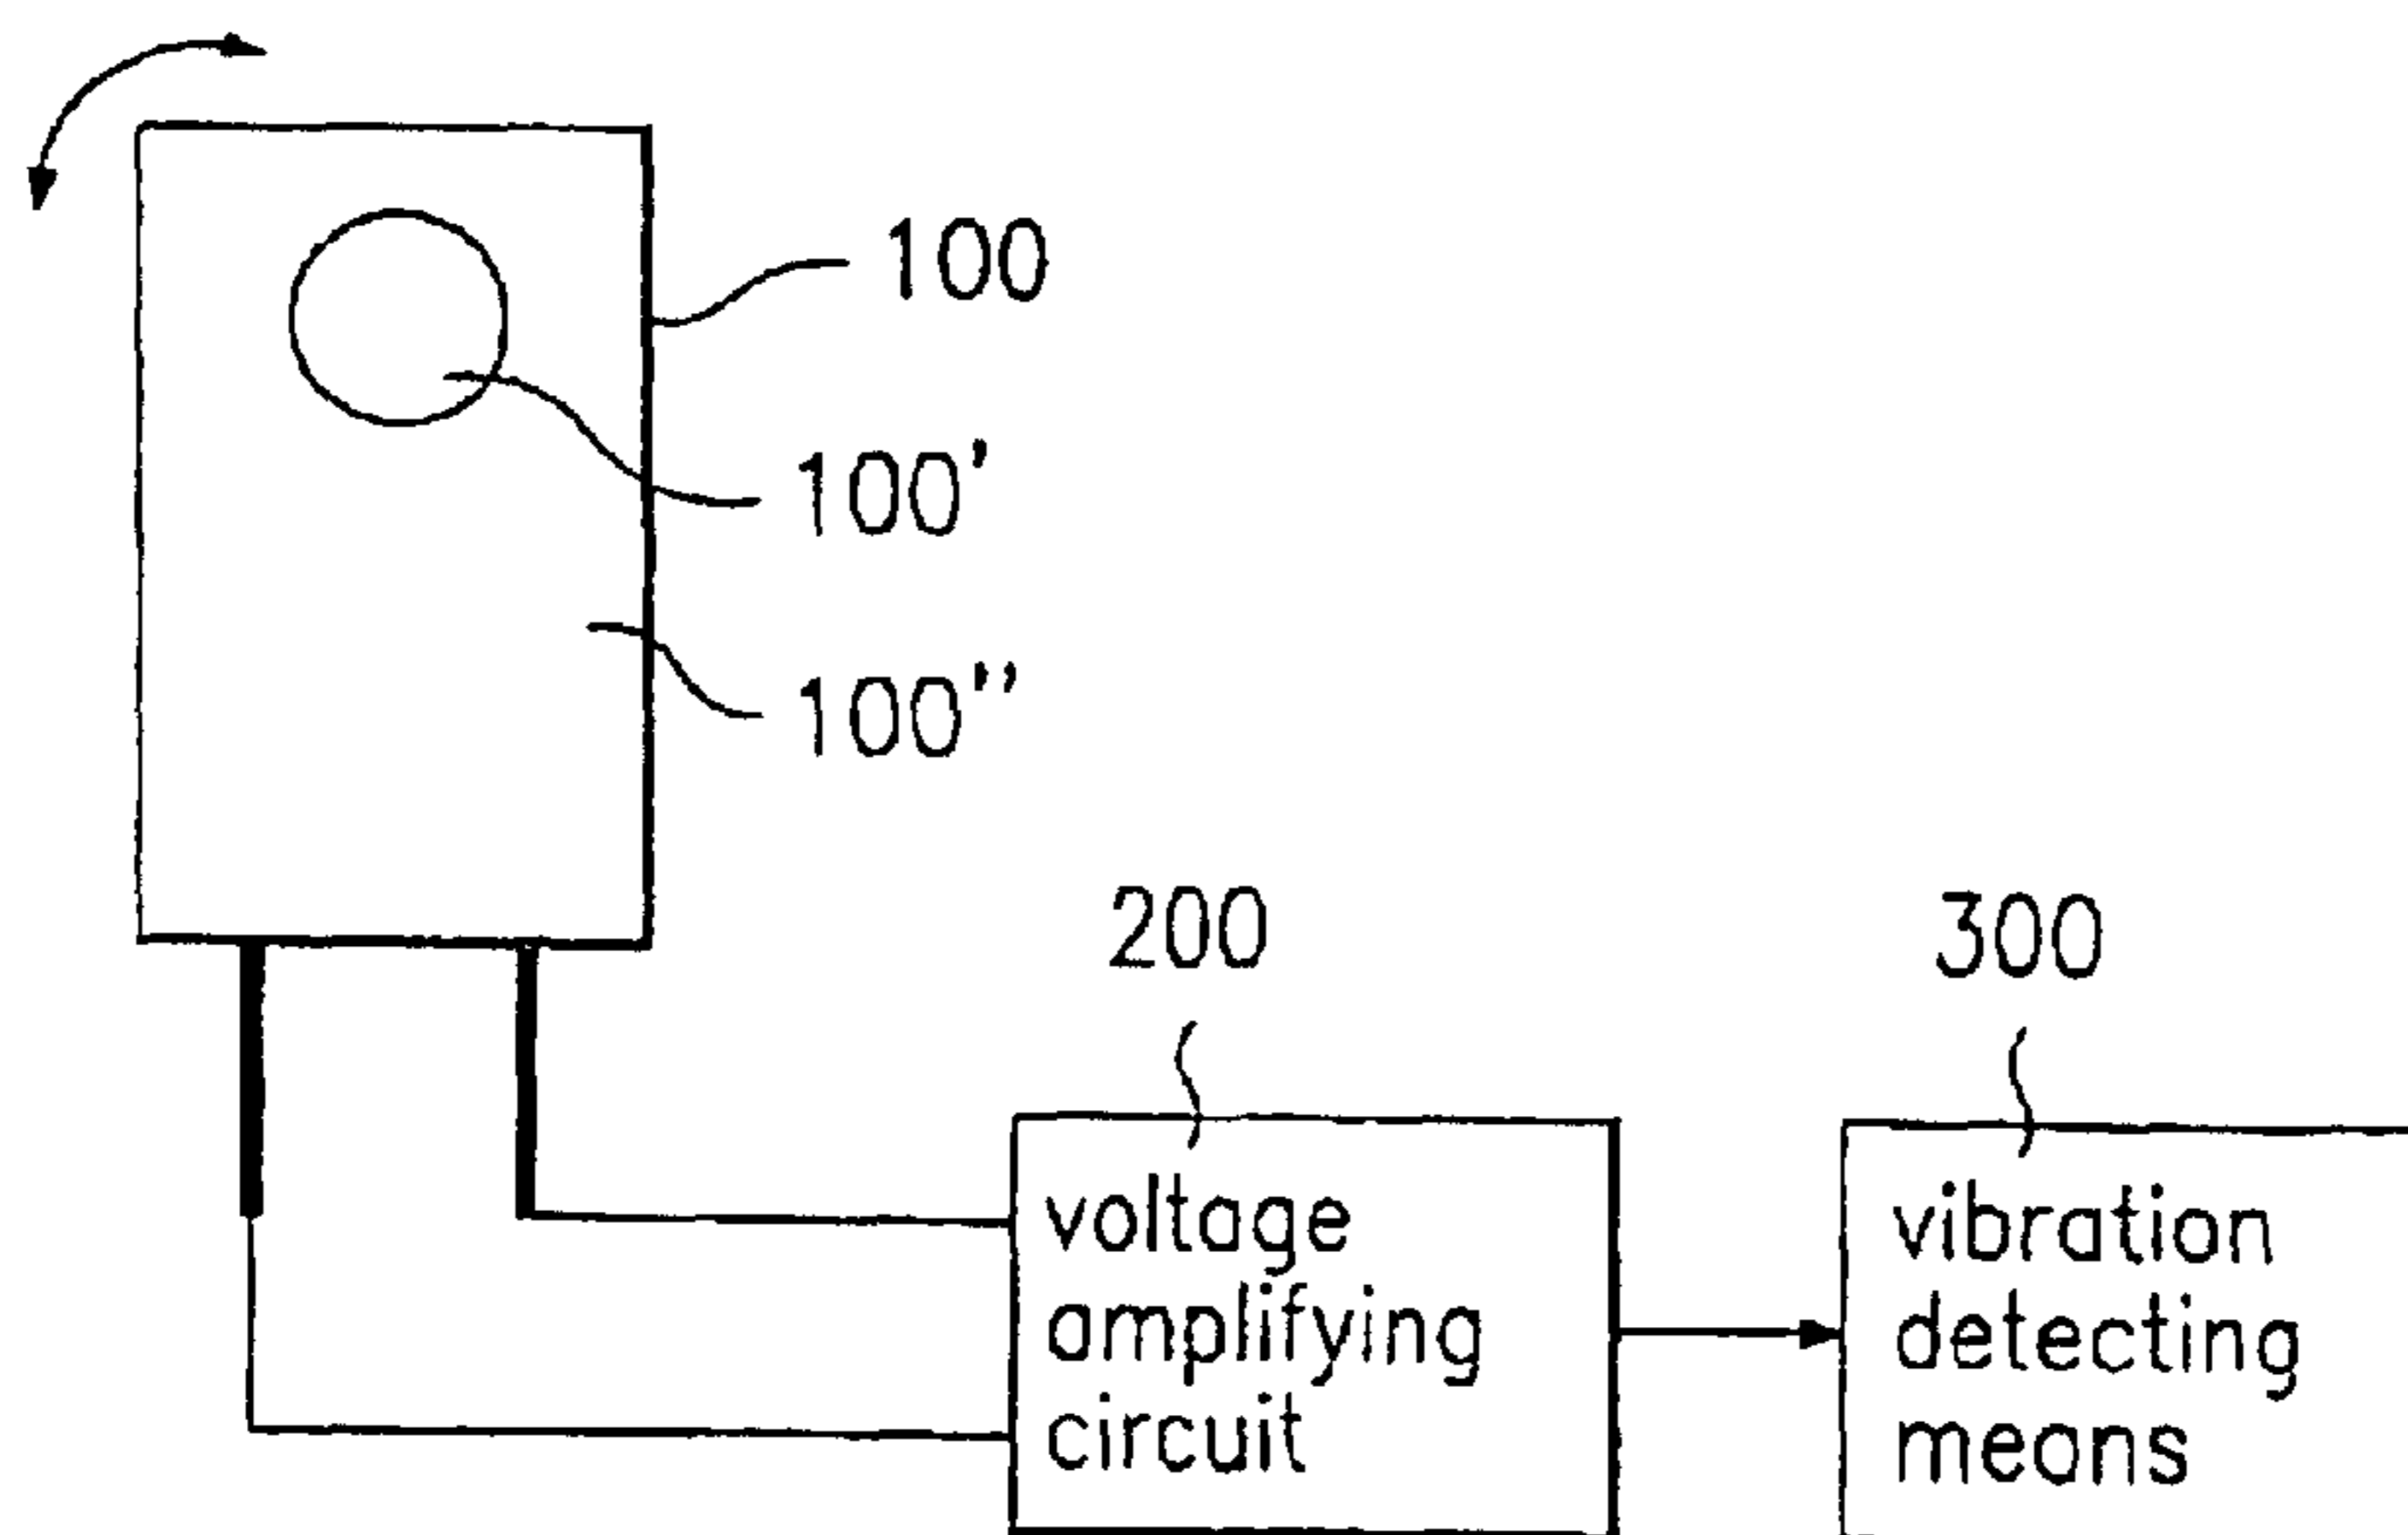 100
100'
100"
200
300
voltage
amplifying
circuit
vibration
detecting
means